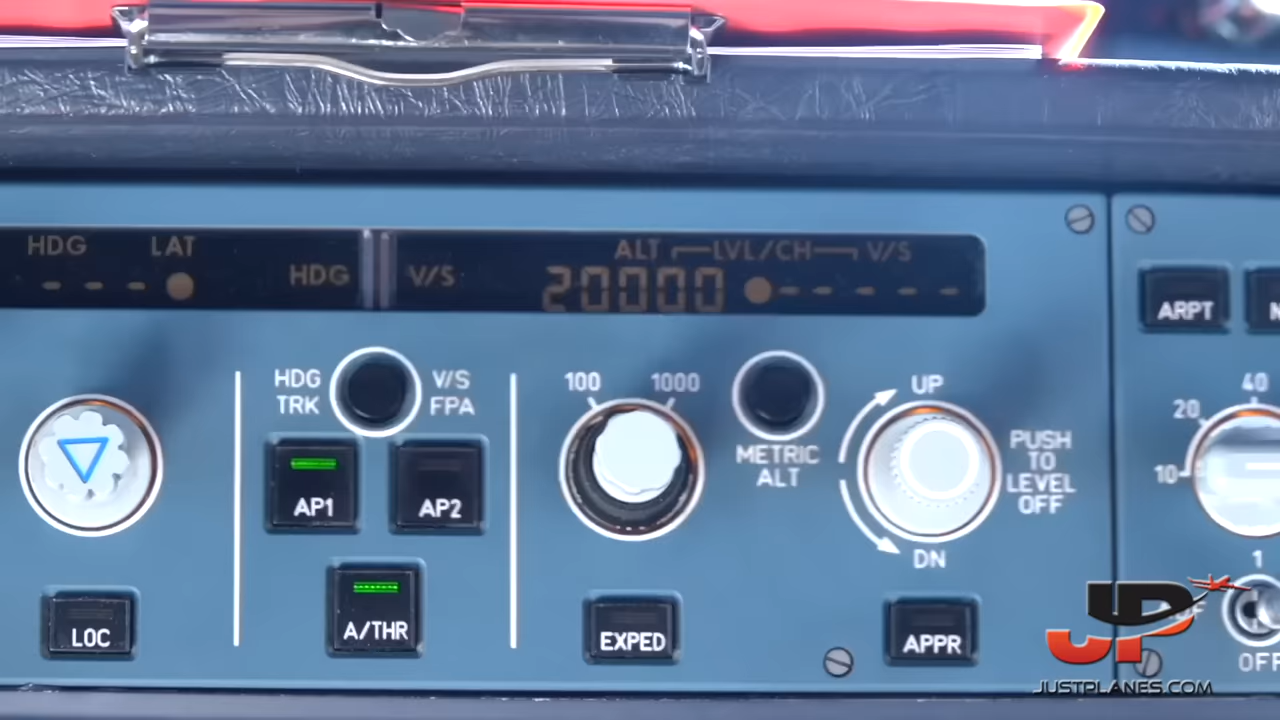 HDG LAT
- - -
HDG
V/S
ALT LVL/CH V/S
20000 - - - - -
ARPT
HDG
TRK
V/S
FPA
AP1
AP2
A/THR
LOC
100 1000
METRIC
ALT
EXPED
UP
DN
PUSH
TO
LEVEL
OFF
APPR
10 20 40
1
OFF
JP
JUSTPLANES.COM